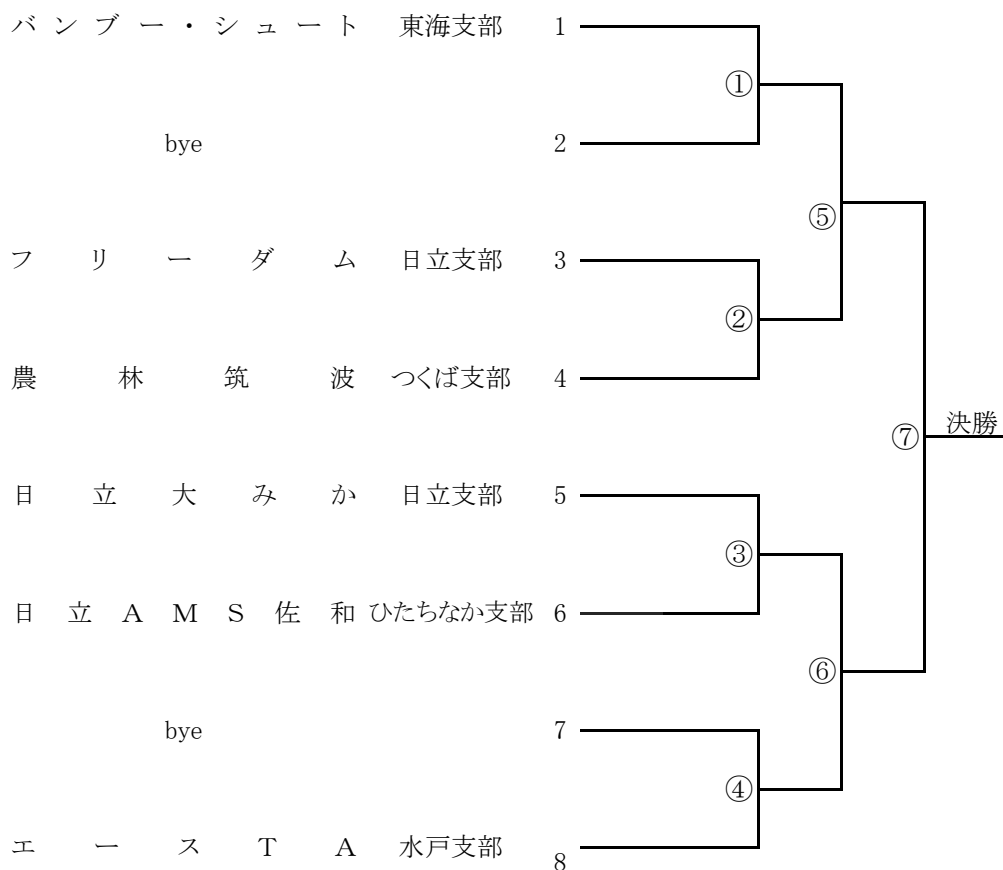 バンブー・シュート 東海支部 1
①
bye 2
⑤
フリーダム 日立支部 3
②
農林筑波 つくば支部 4
⑦ 決勝
日立大みか 日立支部 5
③
日立AMS佐和 ひたちなか支部 6
⑥
bye 7
④
エースTA 水戸支部 8